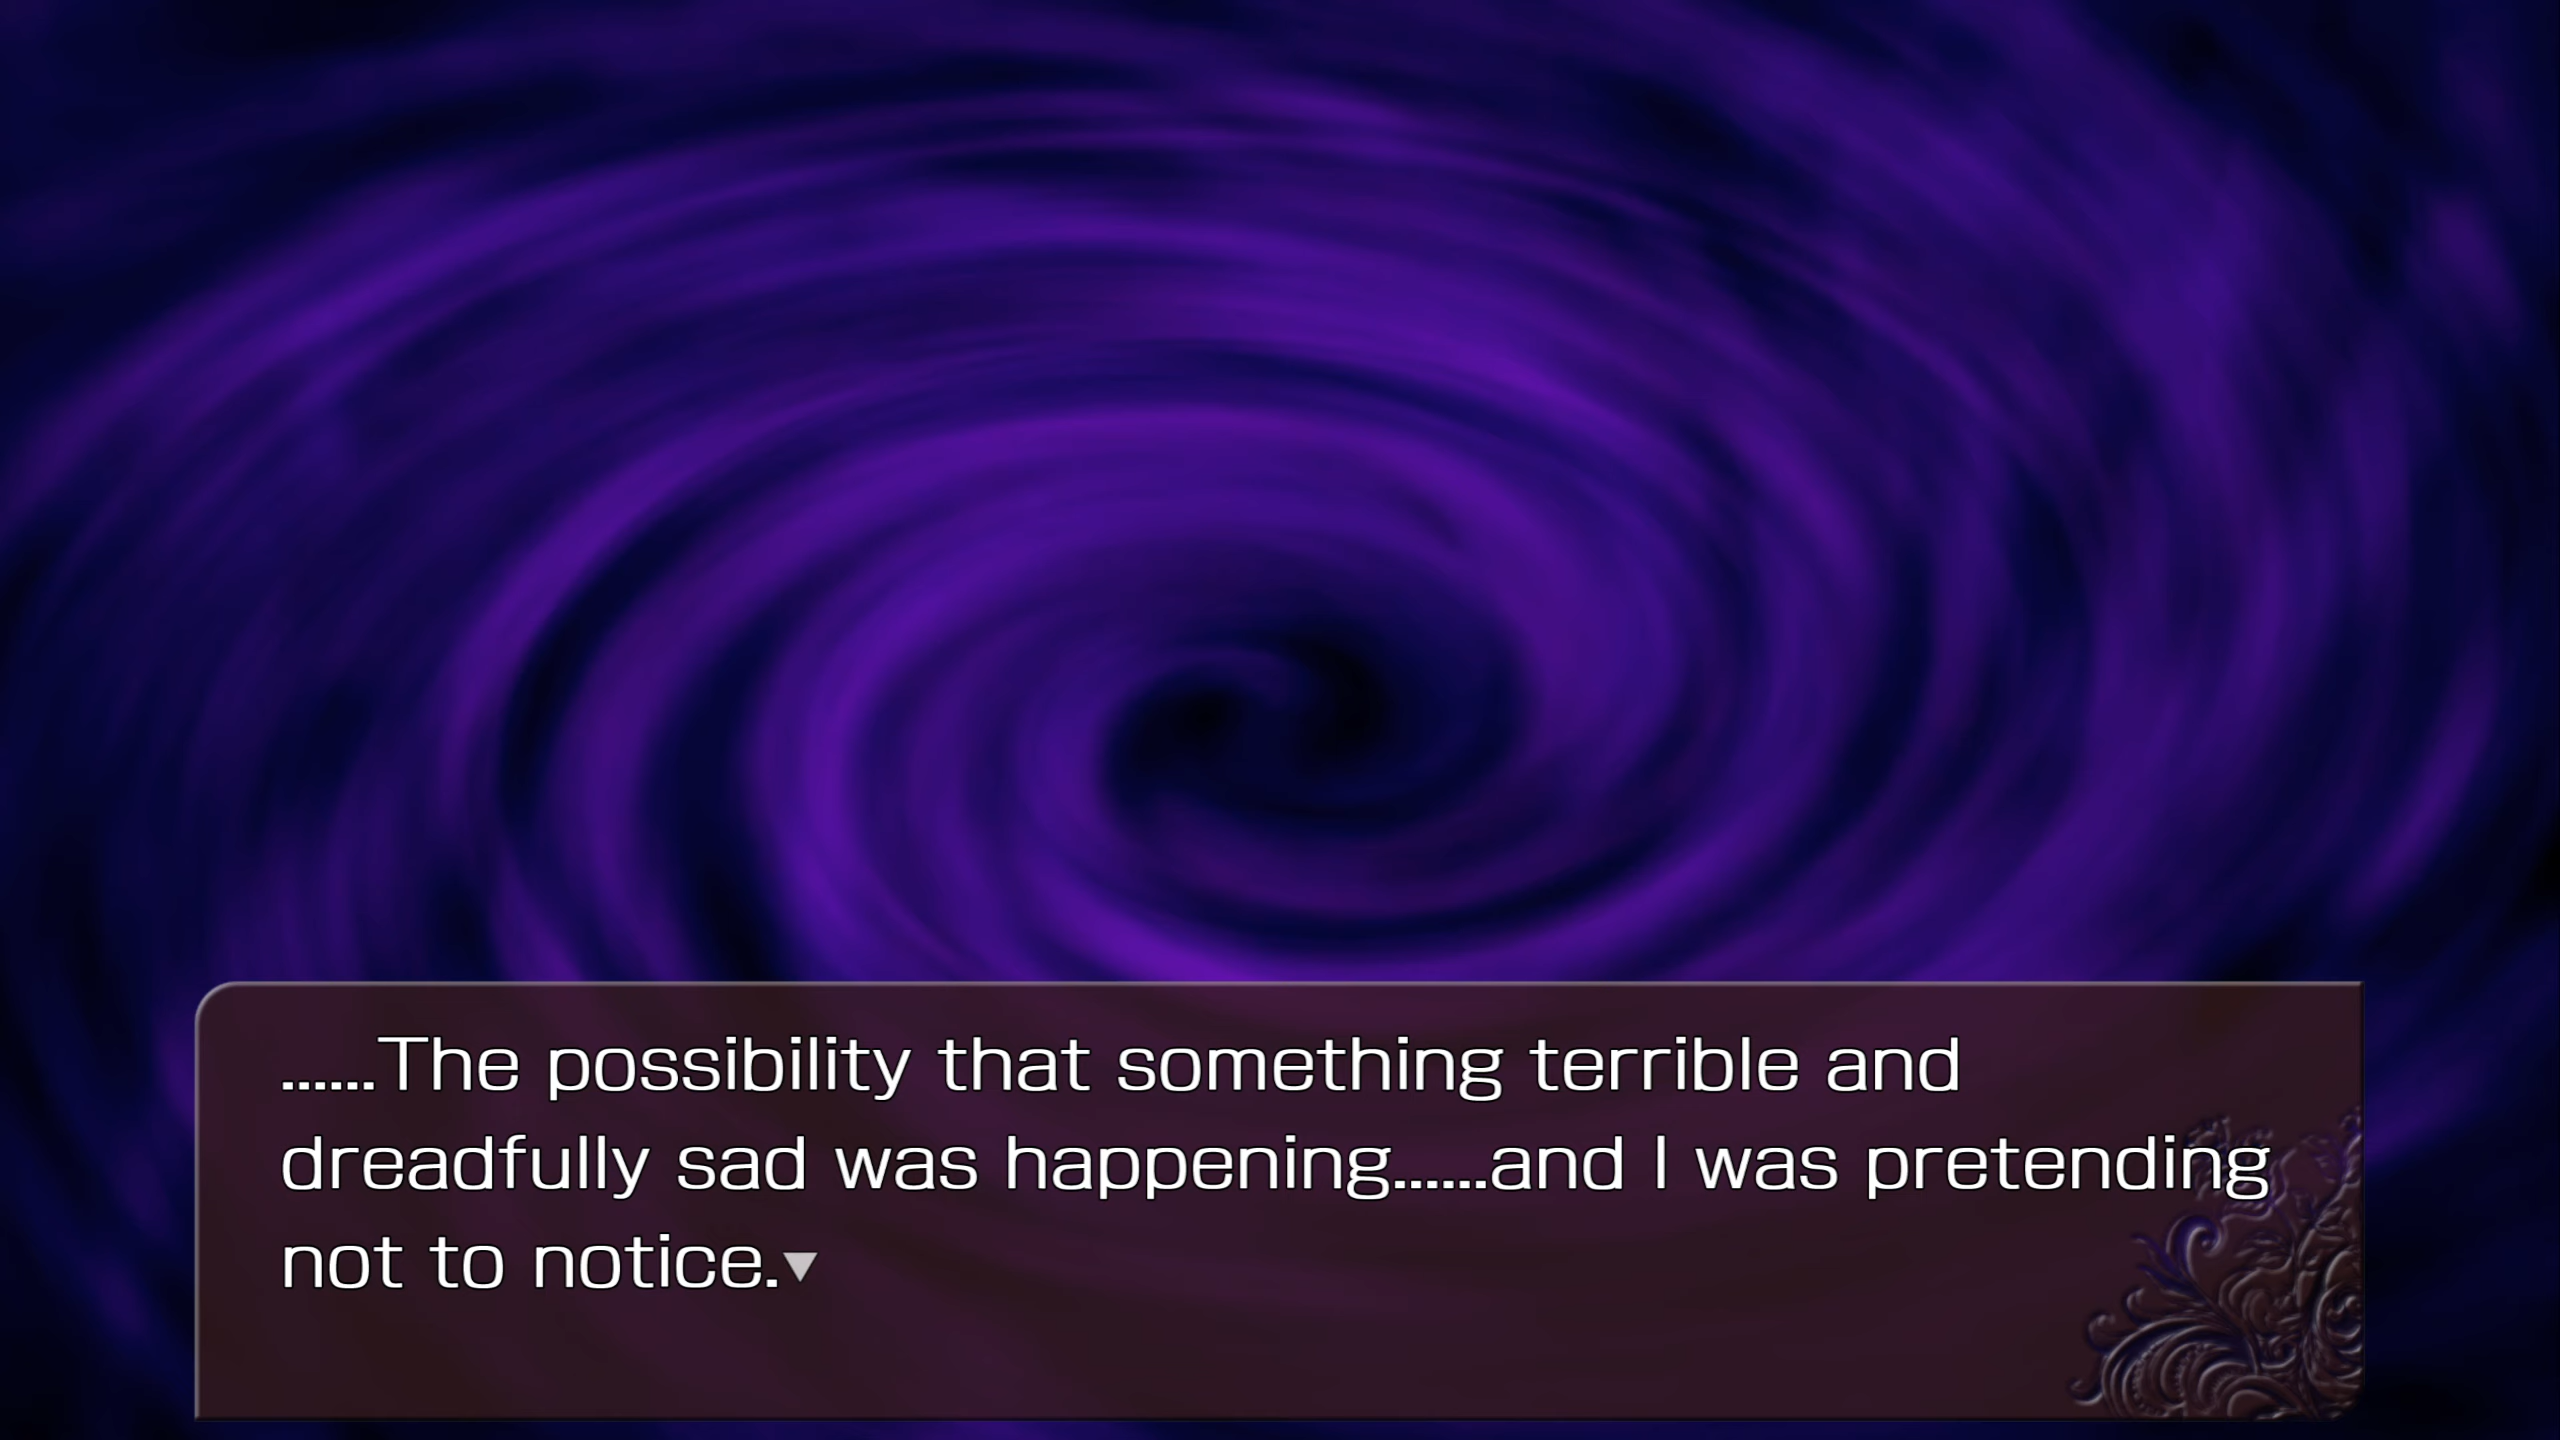 ......The possibility that something terrible and
dreadfully sad was happening......and I was pretending
not to notice.